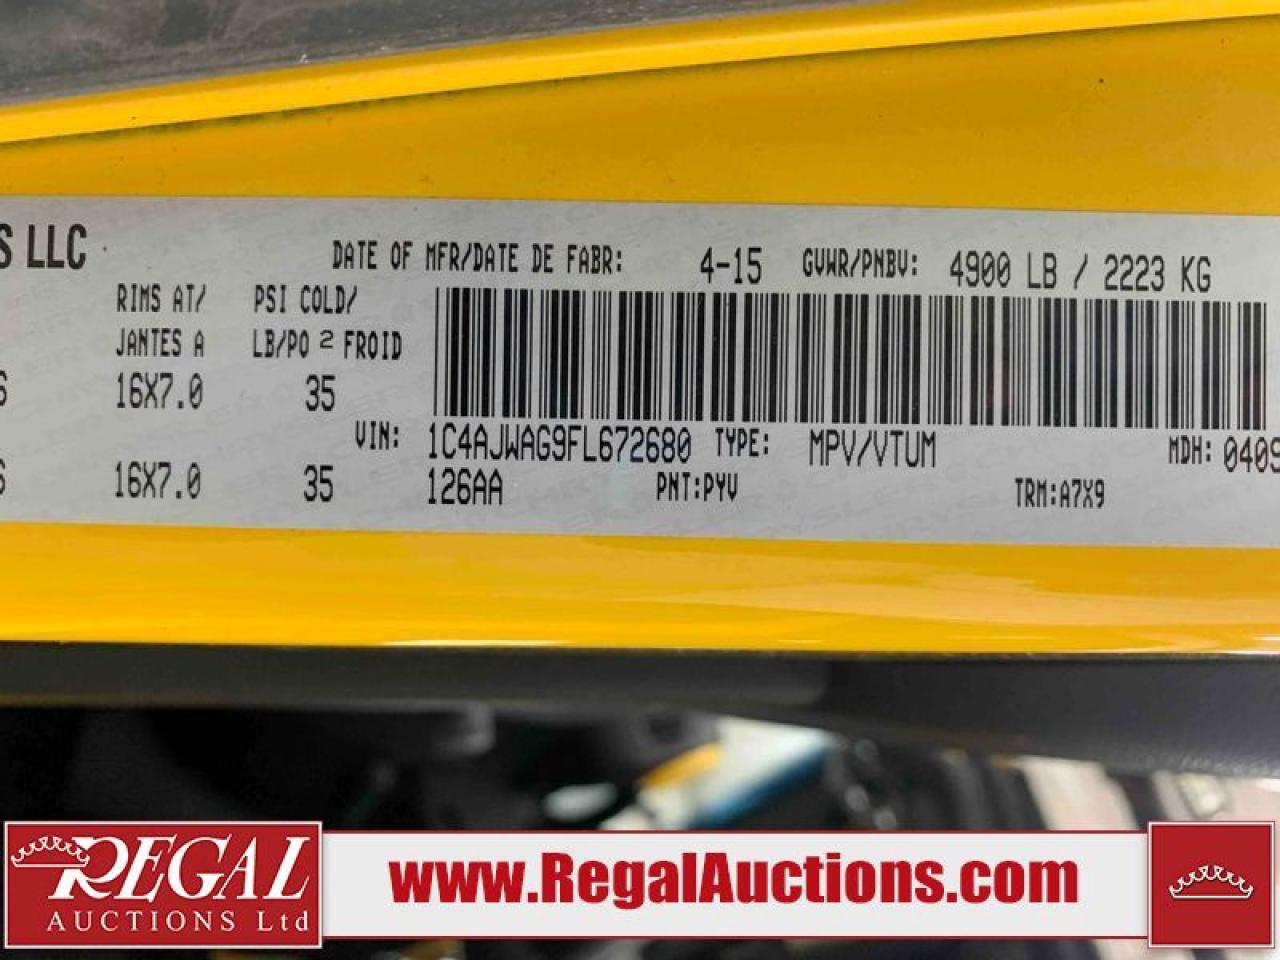 LLC
DATE OF MFR/DATE DE FABR: 4-15 GVWR/PNBV: 4900 LB / 2223 KG
RIMS AT/ PSI COLD/
JANTES A LB/PO 2 FROID
16X7.0 35
VIN: 1C4AJWAG9FL672680 TYPE: MPV/VTUM MDH: 0409
16X7.0 35 126AA PNT:PYV TRM:A7X9
REGAL
AUCTIONS Ltd
www.RegalAuctions.com